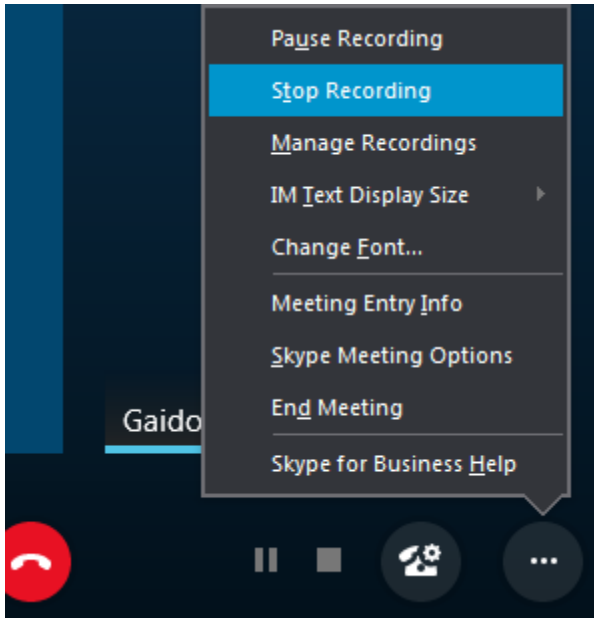 Pause Recording
Stop Recording
Manage Recordings
IM Text Display Size
Change Font...
Meeting Entry Info
Skype Meeting Options
End Meeting
Gaido
Skype for Business Help